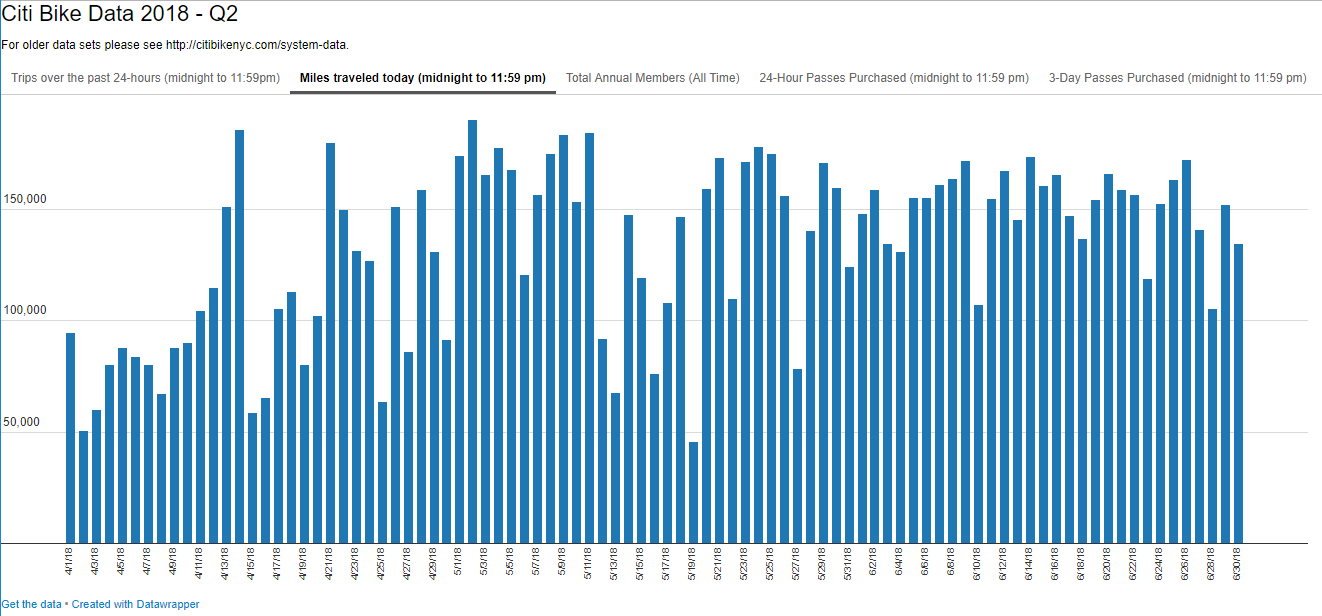 Citi Bike Data 2018 - Q2
For older data sets please see http://citibikenyc.com/system-data.
Trips over the past 24-hours (midnight to 11:59pm) Miles traveled today (midnight to 11:59 pm) Total Annual Members (All Time) 24-Hour Passes Purchased (midnight to 11:59 pm) 3-Day Passes Purchased (midnight to 11:59 pm)
150,000
100,000
50,000
4/1/18 4/3/18 4/5/18 4/7/18 4/9/18 4/11/18 4/13/18 4/15/18 4/17/18 4/19/18 4/21/18 4/23/18 4/25/18 4/27/18 4/29/18 5/1/18 5/3/18 5/5/18 5/7/18 5/9/18 5/11/18 5/13/18 5/15/18 5/17/18 5/19/18 5/21/18 5/23/18 5/25/18 5/27/18 5/29/18 5/31/18 6/2/18 6/4/18 6/6/18 6/8/18 6/10/18 6/12/18 6/14/18 6/16/18 6/18/18 6/20/18 6/22/18 6/24/18 6/26/18 6/28/18 6/30/18
Get the data • Created with Datawrapper